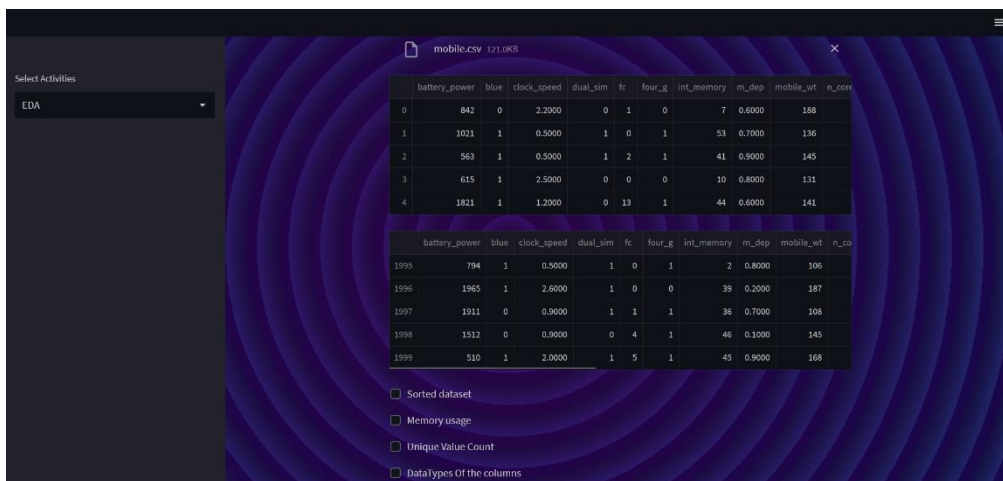 mobile.csv 121.0KB
Select Activities
EDA
battery_power blue clock_speed dual_sim fc four_g int_memory m_dep mobile_wt n_core
0 842 0 2.2000 0 1 0 7 0.6000 188
1 1021 1 0.5000 1 0 1 53 0.7000 136
2 563 1 0.5000 1 2 1 41 0.9000 145
3 615 1 2.5000 0 0 0 10 0.8000 131
4 1821 1 1.2000 0 13 1 44 0.6000 141
battery_power blue clock_speed dual_sim fc four_g int_memory m_dep mobile_wt n_co
1995 794 1 0.5000 1 0 1 2 0.8000 106
1996 1965 1 2.6000 1 0 0 39 0.2000 187
1997 1911 0 0.9000 1 1 1 36 0.7000 108
1998 1512 0 0.9000 0 4 1 46 0.1000 145
1999 510 1 2.0000 1 5 1 45 0.9000 168
Sorted dataset
Memory usage
Unique Value Count
DataTypes Of the columns